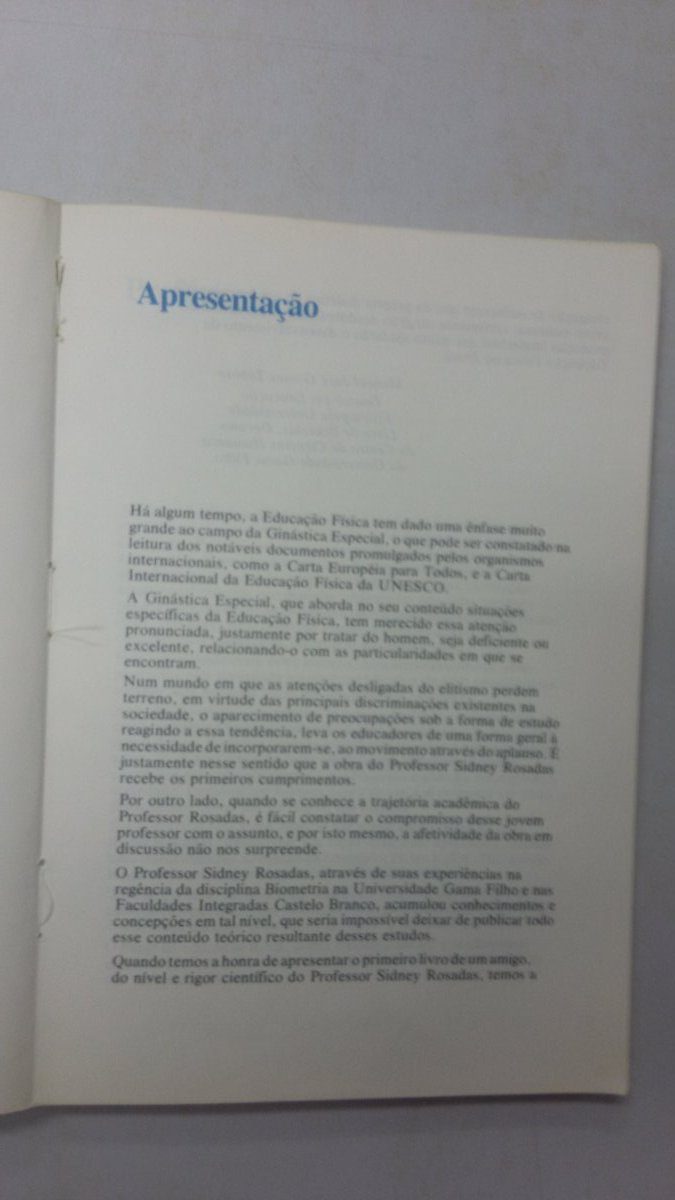 Apresentação
Há algum tempo, a Educação Física tem dado uma ênfase muito
grande ao campo da Ginástica Especial, o que pode ser constatado na
leitura dos notáveis documentos promulgados pelos organismos
internacionais, como a Carta Européia para Todos, e a Carta
Internacional da Educação Física da UNESCO.
A Ginástica Especial, que aborda no seu conteúdo situações
específicas da Educação Física, tem merecido essa atenção
pronunciada, justamente por tratar do homem, seja deficiente ou
excelente, relacionando-o com as particularidades em que se
encontram.
Num mundo em que as atenções desligadas do elitismo perdem
terreno, em virtude das principais discriminações existentes na
sociedade, o aparecimento de preocupações sob a forma de estudo
reagindo a essa tendência, leva os educadores de uma forma geral à
necessidade de incorporarem-se, ao movimento através do aplauso. É
justamente nesse sentido que a obra do Professor Sidney Rosadas
recebe os primeiros cumprimentos.
Por outro lado, quando se conhece a trajetória acadêmica do
Professor Rosadas, é fácil constatar o compromisso desse jovem
professor com o assunto, e por isto mesmo, a afetividade da obra em
discussão não nos surpreende.
O Professor Sidney Rosadas, através de suas experiências na
regência da disciplina Biometria na Universidade Gama Filho e nas
Faculdades Integradas Castelo Branco, acumulou conhecimentos e
concepções em tal nível, que seria impossível deixar de publicar todo
esse conteúdo teórico resultante desses estudos.
Quando temos a honra de apresentar o primeiro livro de um amigo,
do nível e rigor científico do Professor Sidney Rosadas, temos a